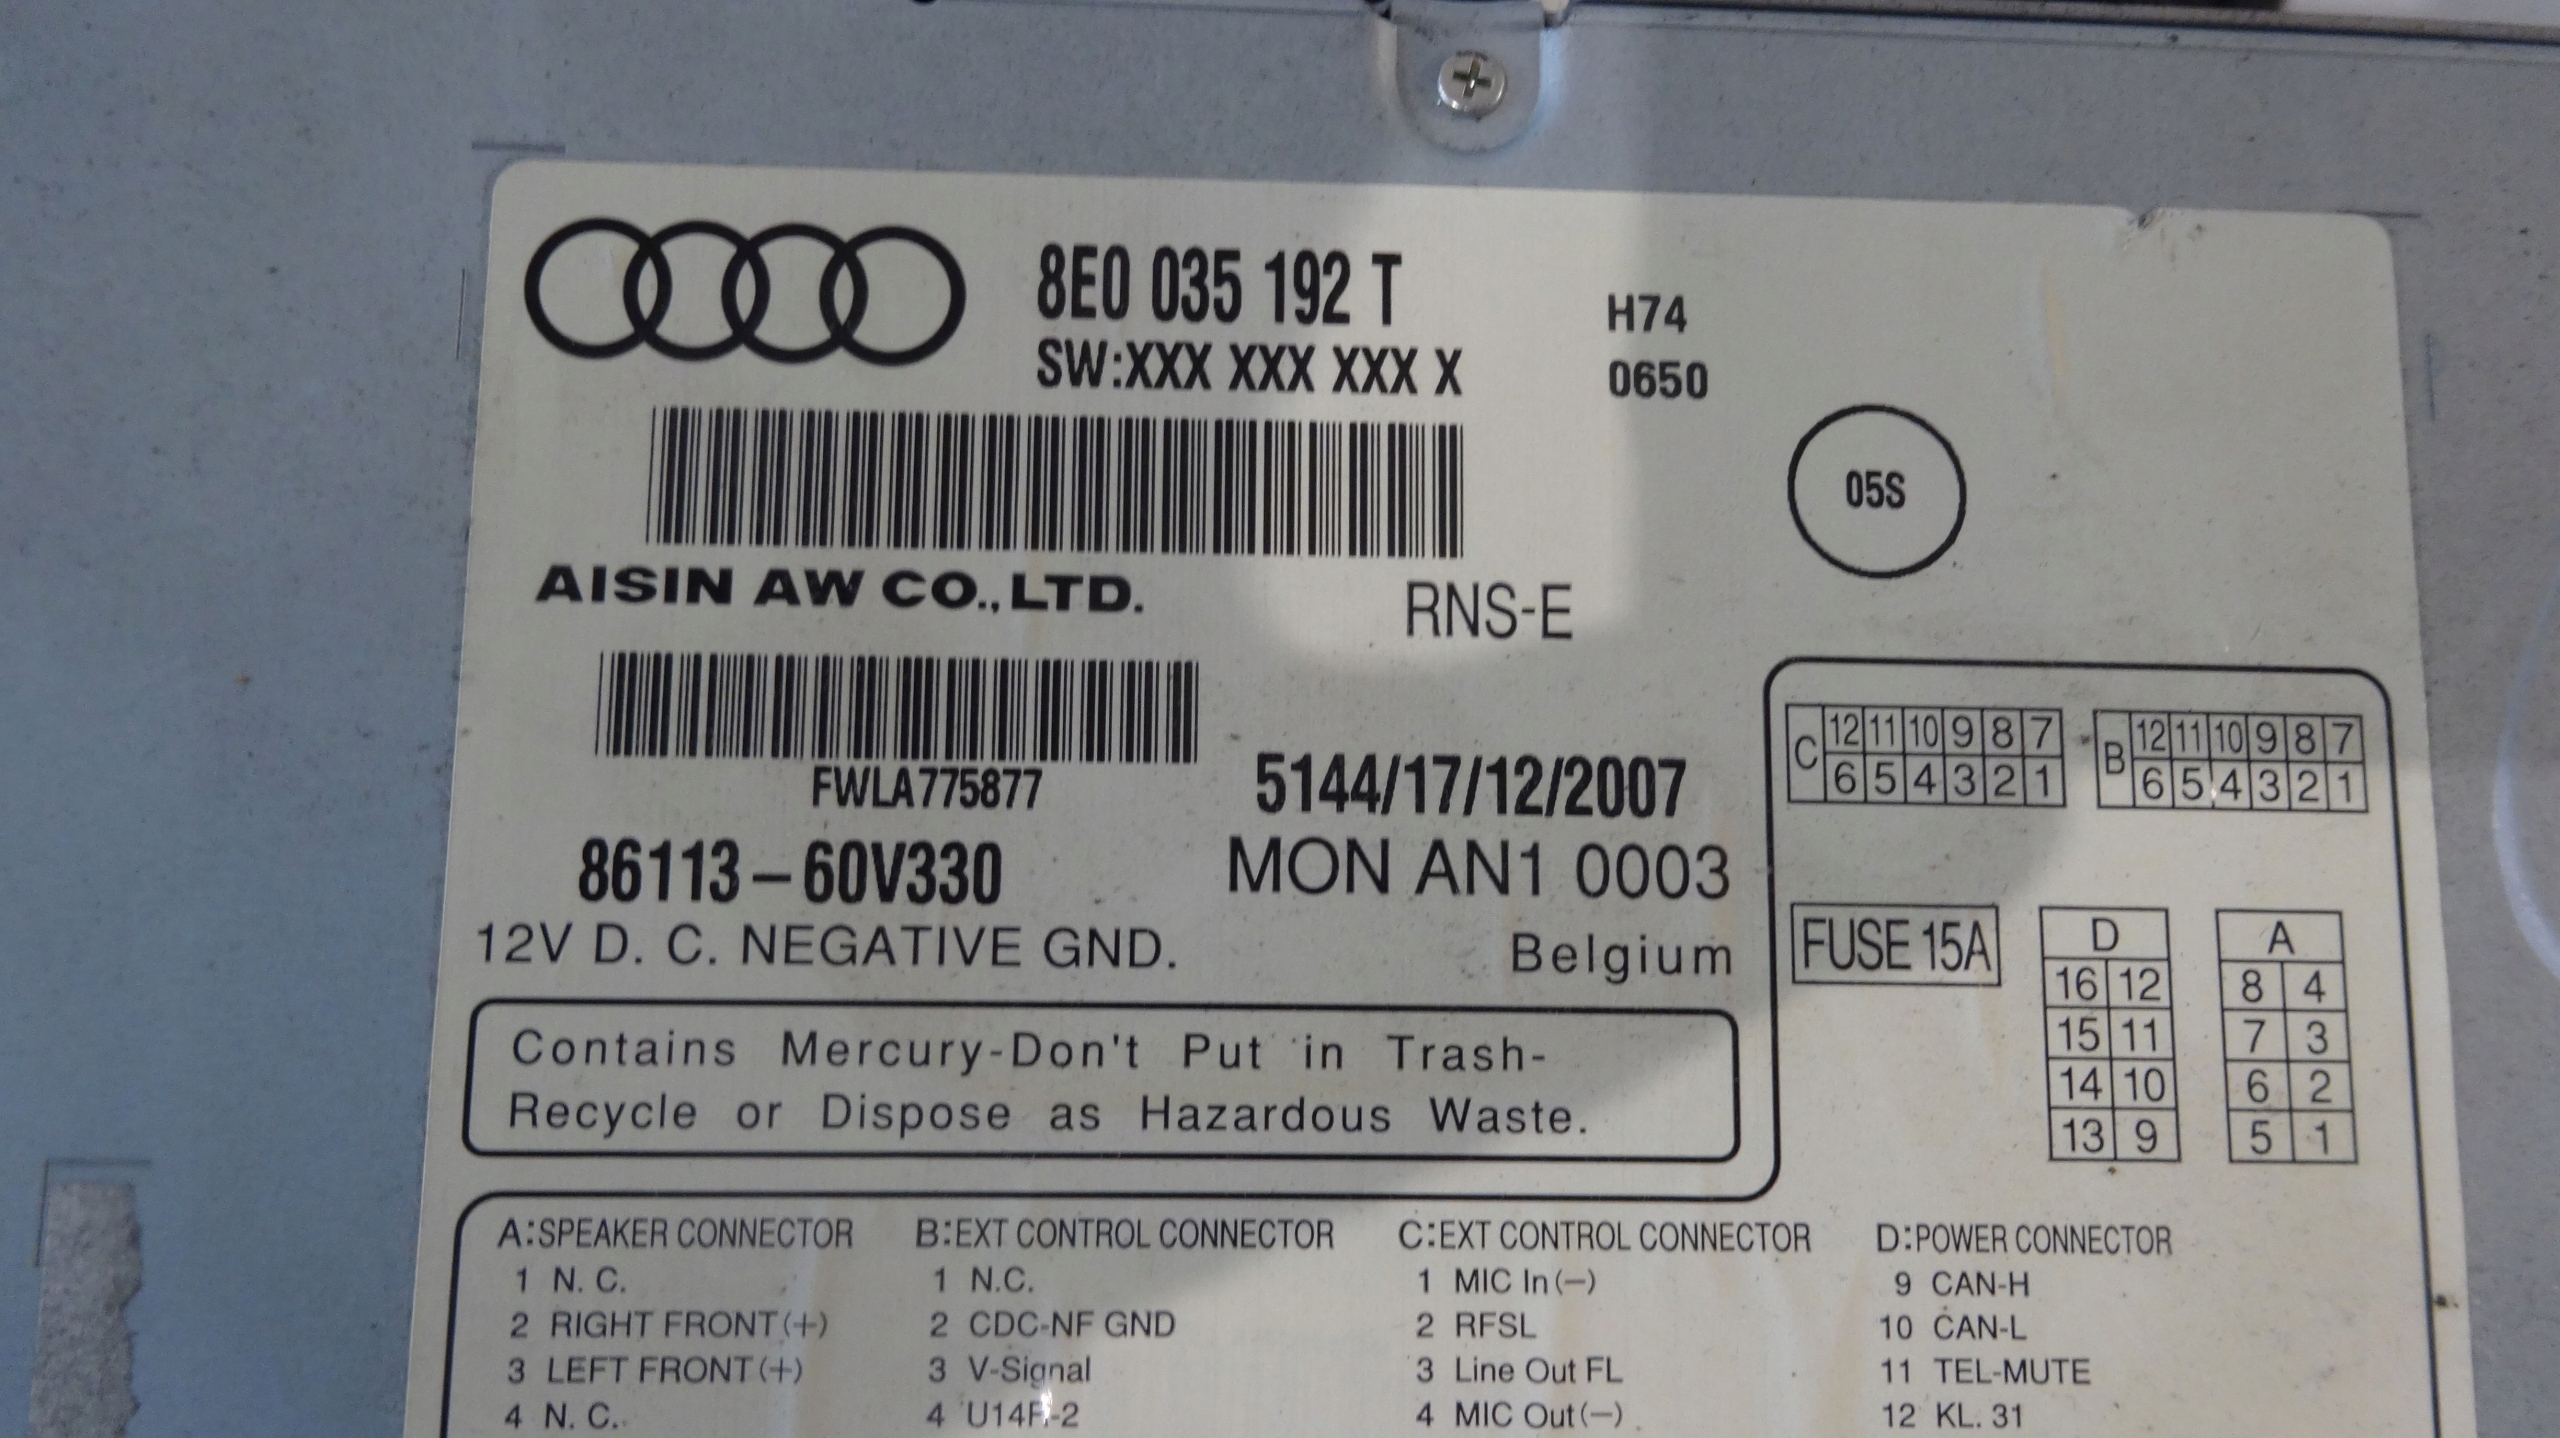 8E0 035 192 T
SW:XXX XXX XXX X
H74
0650
05S
AISIN AW CO., LTD.
RNS-E
FWLA775877
5144/17/12/2007
86113-60V330
MON AN1 0003
12V D. C. NEGATIVE GND.
Belgium
Contains Mercury-Don't Put in Trash-
Recycle or Dispose as Hazardous Waste.
C 12 11 10 9 8 7
6 5 4 3 2 1
B 12 11 10 9 8 7
6 5 4 3 2 1
FUSE 15A
D
16 12
15 11
14 10
13 9
A
8 4
7 3
6 2
5 1
A:SPEAKER CONNECTOR
1 N. C.
2 RIGHT FRONT(+)
3 LEFT FRONT(+)
4 N. C.
B:EXT CONTROL CONNECTOR
1 N.C.
2 CDC-NF GND
3 V-Signal
4
C:EXT CONTROL CONNECTOR
1 MIC In(−)
2 RFSL
3 Line Out FL
4 MIC Out(−)
D:POWER CONNECTOR
9 CAN-H
10 CAN-L
11 TEL-MUTE
12 KL. 31